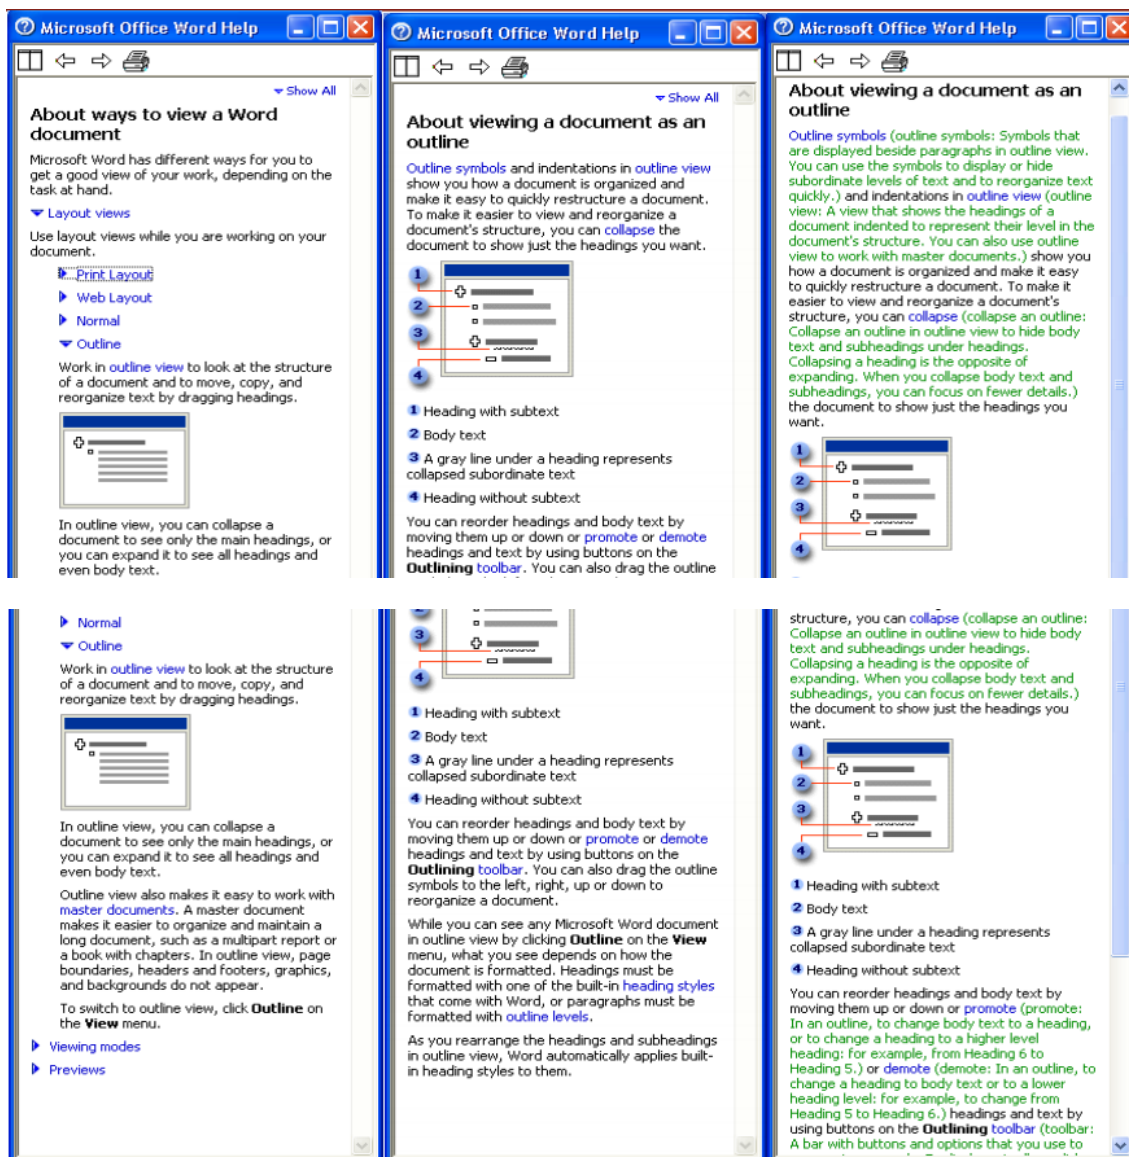 Microsoft Office Word Help
Show All
About ways to view a Word
document
Microsoft Word has different ways for you to
get a good view of your work, depending on the
task at hand.
Layout views
Use layout views while you are working on your
document.
Print Layout
Web Layout
Normal
Outline
Work in outline view to look at the structure
of a document and to move, copy, and
reorganize text by dragging headings.
In outline view, you can collapse a
document to see only the main headings, or
you can expand it to see all headings and
even body text.
Microsoft Office Word Help
Show All
About viewing a document as an
outline
Outline symbols and indentations in outline view
show you how a document is organized and
make it easy to quickly restructure a document.
To make it easier to view and reorganize a
document's structure, you can collapse the
document to show just the headings you want.
1
2
3
4
1 Heading with subtext
2 Body text
3 A gray line under a heading represents
collapsed subordinate text
4 Heading without subtext
You can reorder headings and body text by
moving them up or down or promote or demote
headings and text by using buttons on the
Outlining toolbar. You can also drag the outline
Microsoft Office Word Help
About viewing a document as an
outline
Outline symbols (outline symbols: Symbols that
are displayed beside paragraphs in outline view.
You can use the symbols to display or hide
subordinate levels of text and to reorganize text
quickly.) and indentations in outline view (outline
view: A view that shows the headings of a
document indented to represent their level in the
document's structure. You can also use outline
view to work with master documents.) show you
how a document is organized and make it easy
to quickly restructure a document. To make it
easier to view and reorganize a document's
structure, you can collapse (collapse an outline:
Collapse an outline in outline view to hide body
text and subheadings under headings.
Collapsing a heading is the opposite of
expanding. When you collapse body text and
subheadings, you can focus on fewer details.)
the document to show just the headings you
want.
1
2
3
4
Normal
Outline
Work in outline view to look at the structure
of a document and to move, copy, and
reorganize text by dragging headings.
In outline view, you can collapse a
document to see only the main headings, or
you can expand it to see all headings and
even body text.
Outline view also makes it easy to work with
master documents. A master document
makes it easier to organize and maintain a
long document, such as a multipart report or
a book with chapters. In outline view, page
boundaries, headers and footers, graphics,
and backgrounds do not appear.
To switch to outline view, click Outline on
the View menu.
Viewing modes
Previews
3
4
1 Heading with subtext
2 Body text
3 A gray line under a heading represents
collapsed subordinate text
4 Heading without subtext
You can reorder headings and body text by
moving them up or down or promote or demote
headings and text by using buttons on the
Outlining toolbar. You can also drag the outline
symbols to the left, right, up or down to
reorganize a document.
While you can see any Microsoft Word document
in outline view by clicking Outline on the View
menu, what you see depends on how the
document is formatted. Headings must be
formatted with one of the built-in heading styles
that come with Word, or paragraphs must be
formatted with outline levels.
As you rearrange the headings and subheadings
in outline view, Word automatically applies built-
in heading styles to them.
structure, you can collapse (collapse an outline:
Collapse an outline in outline view to hide body
text and subheadings under headings.
Collapsing a heading is the opposite of
expanding. When you collapse body text and
subheadings, you can focus on fewer details.)
the document to show just the headings you
want.
1
2
3
4
1 Heading with subtext
2 Body text
3 A gray line under a heading represents
collapsed subordinate text
4 Heading without subtext
You can reorder headings and body text by
moving them up or down or promote (promote:
In an outline, to change body text to a heading,
or to change a heading to a higher level
heading: for example, from Heading 6 to
Heading 5.) or demote (demote: In an outline, to
change a heading to body text or to a lower
heading level: for example, to change from
Heading 5 to Heading 6.) headings and text by
using buttons on the Outlining toolbar (toolbar:
A bar with buttons and options that you use to